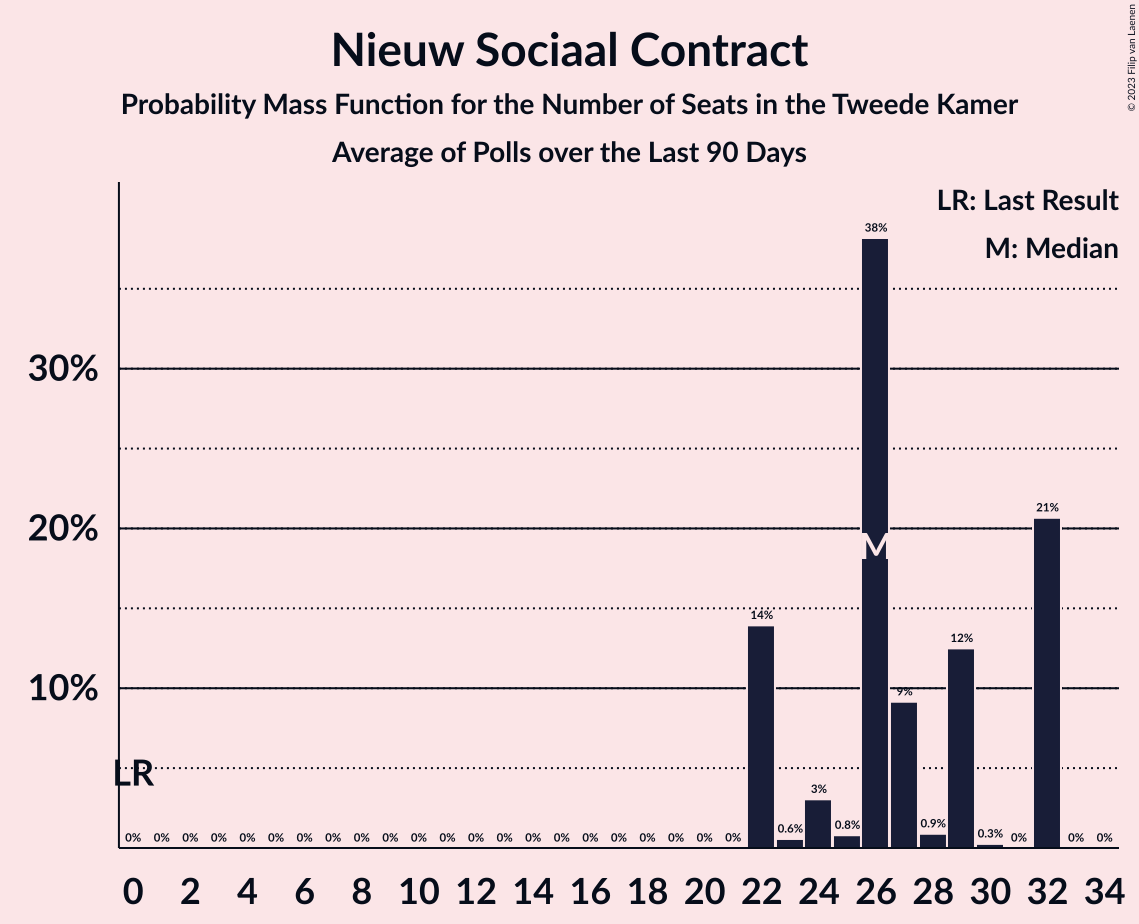 Nieuw Sociaal Contract
Probability Mass Function for the Number of Seats in the Tweede Kamer
Average of Polls over the Last 90 Days
© 2023 Filip van Laenen
LR: Last Result
M: Median
38%
30%
21%
20%
M
14%
12%
10%
9%
LR
3%
0% 0% 0% 0% 0% 0% 0% 0% 0% 0% 0% 0% 0% 0% 0% 0% 0% 0% 0% 0% 0% 0% 0.6% 0.8% 0.9% 0.3% 0% 0% 0%
0 2 4 6 8 10 12 14 16 18 20 22 24 26 28 30 32 34